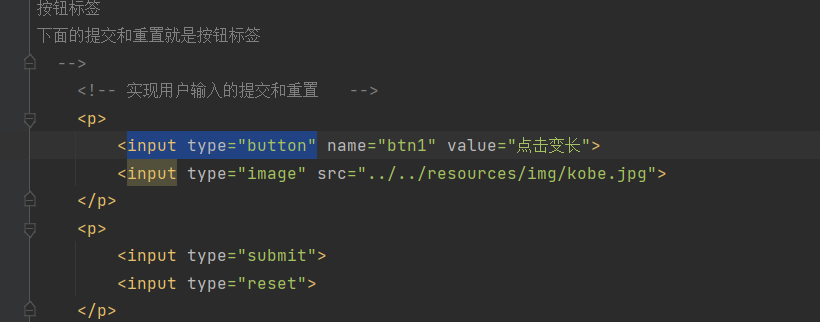 按钮标签
下面的提交和重置就是按钮标签
-->
<!-- 实现用户输入的提交和重置   -->
<p>
<input type="button" name="btn1" value="点击变长">
<input type="image" src="../../resources/img/kobe.jpg">
</p>
<p>
<input type="submit">
<input type="reset">
</p>